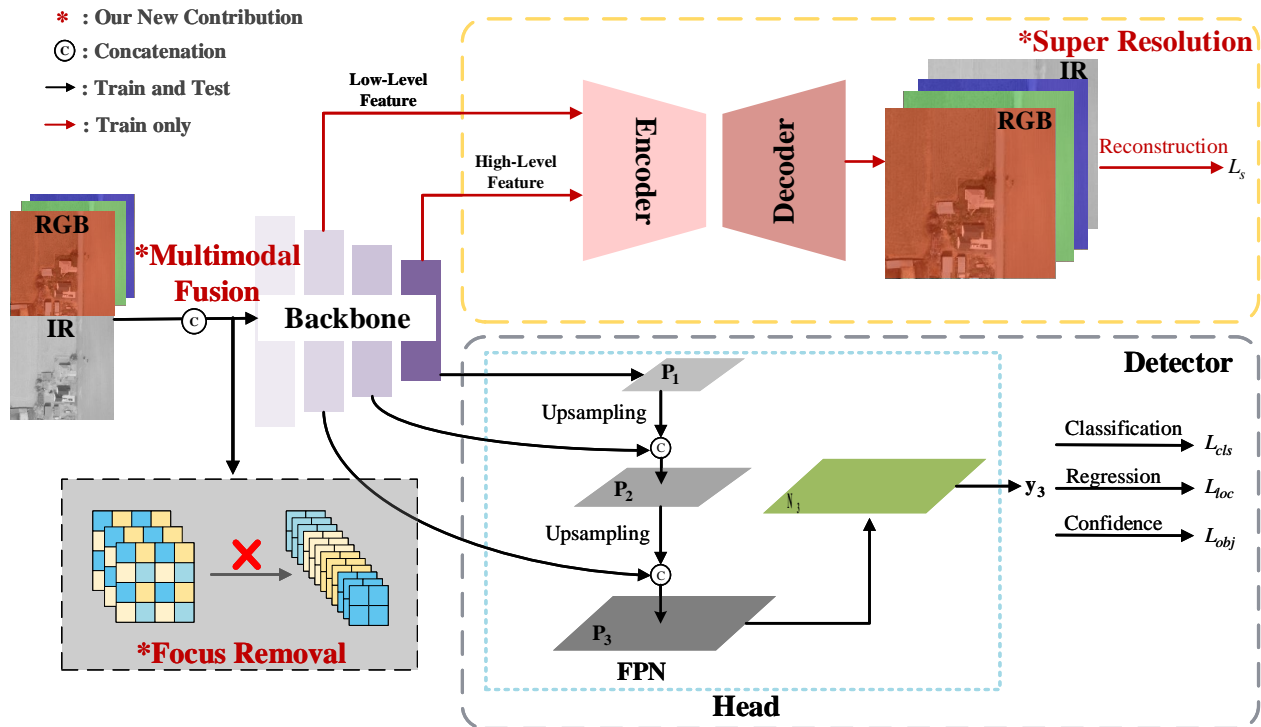 * : Our New Contribution
C : Concatenation
: Train and Test
: Train only
Low-Level
Feature
High-Level
Feature
*Super Resolution
IR
RGB
Encoder
Decoder
Reconstruction
Ls
RGB
IR
*Multimodal
Fusion
C
Backbone
*Focus Removal
Detector
P1
Upsampling
C
P2
Upsampling
C
P3
FPN
N3
y3
Classification
Lcls
Regression
Lloc
Confidence
Lobj
Head